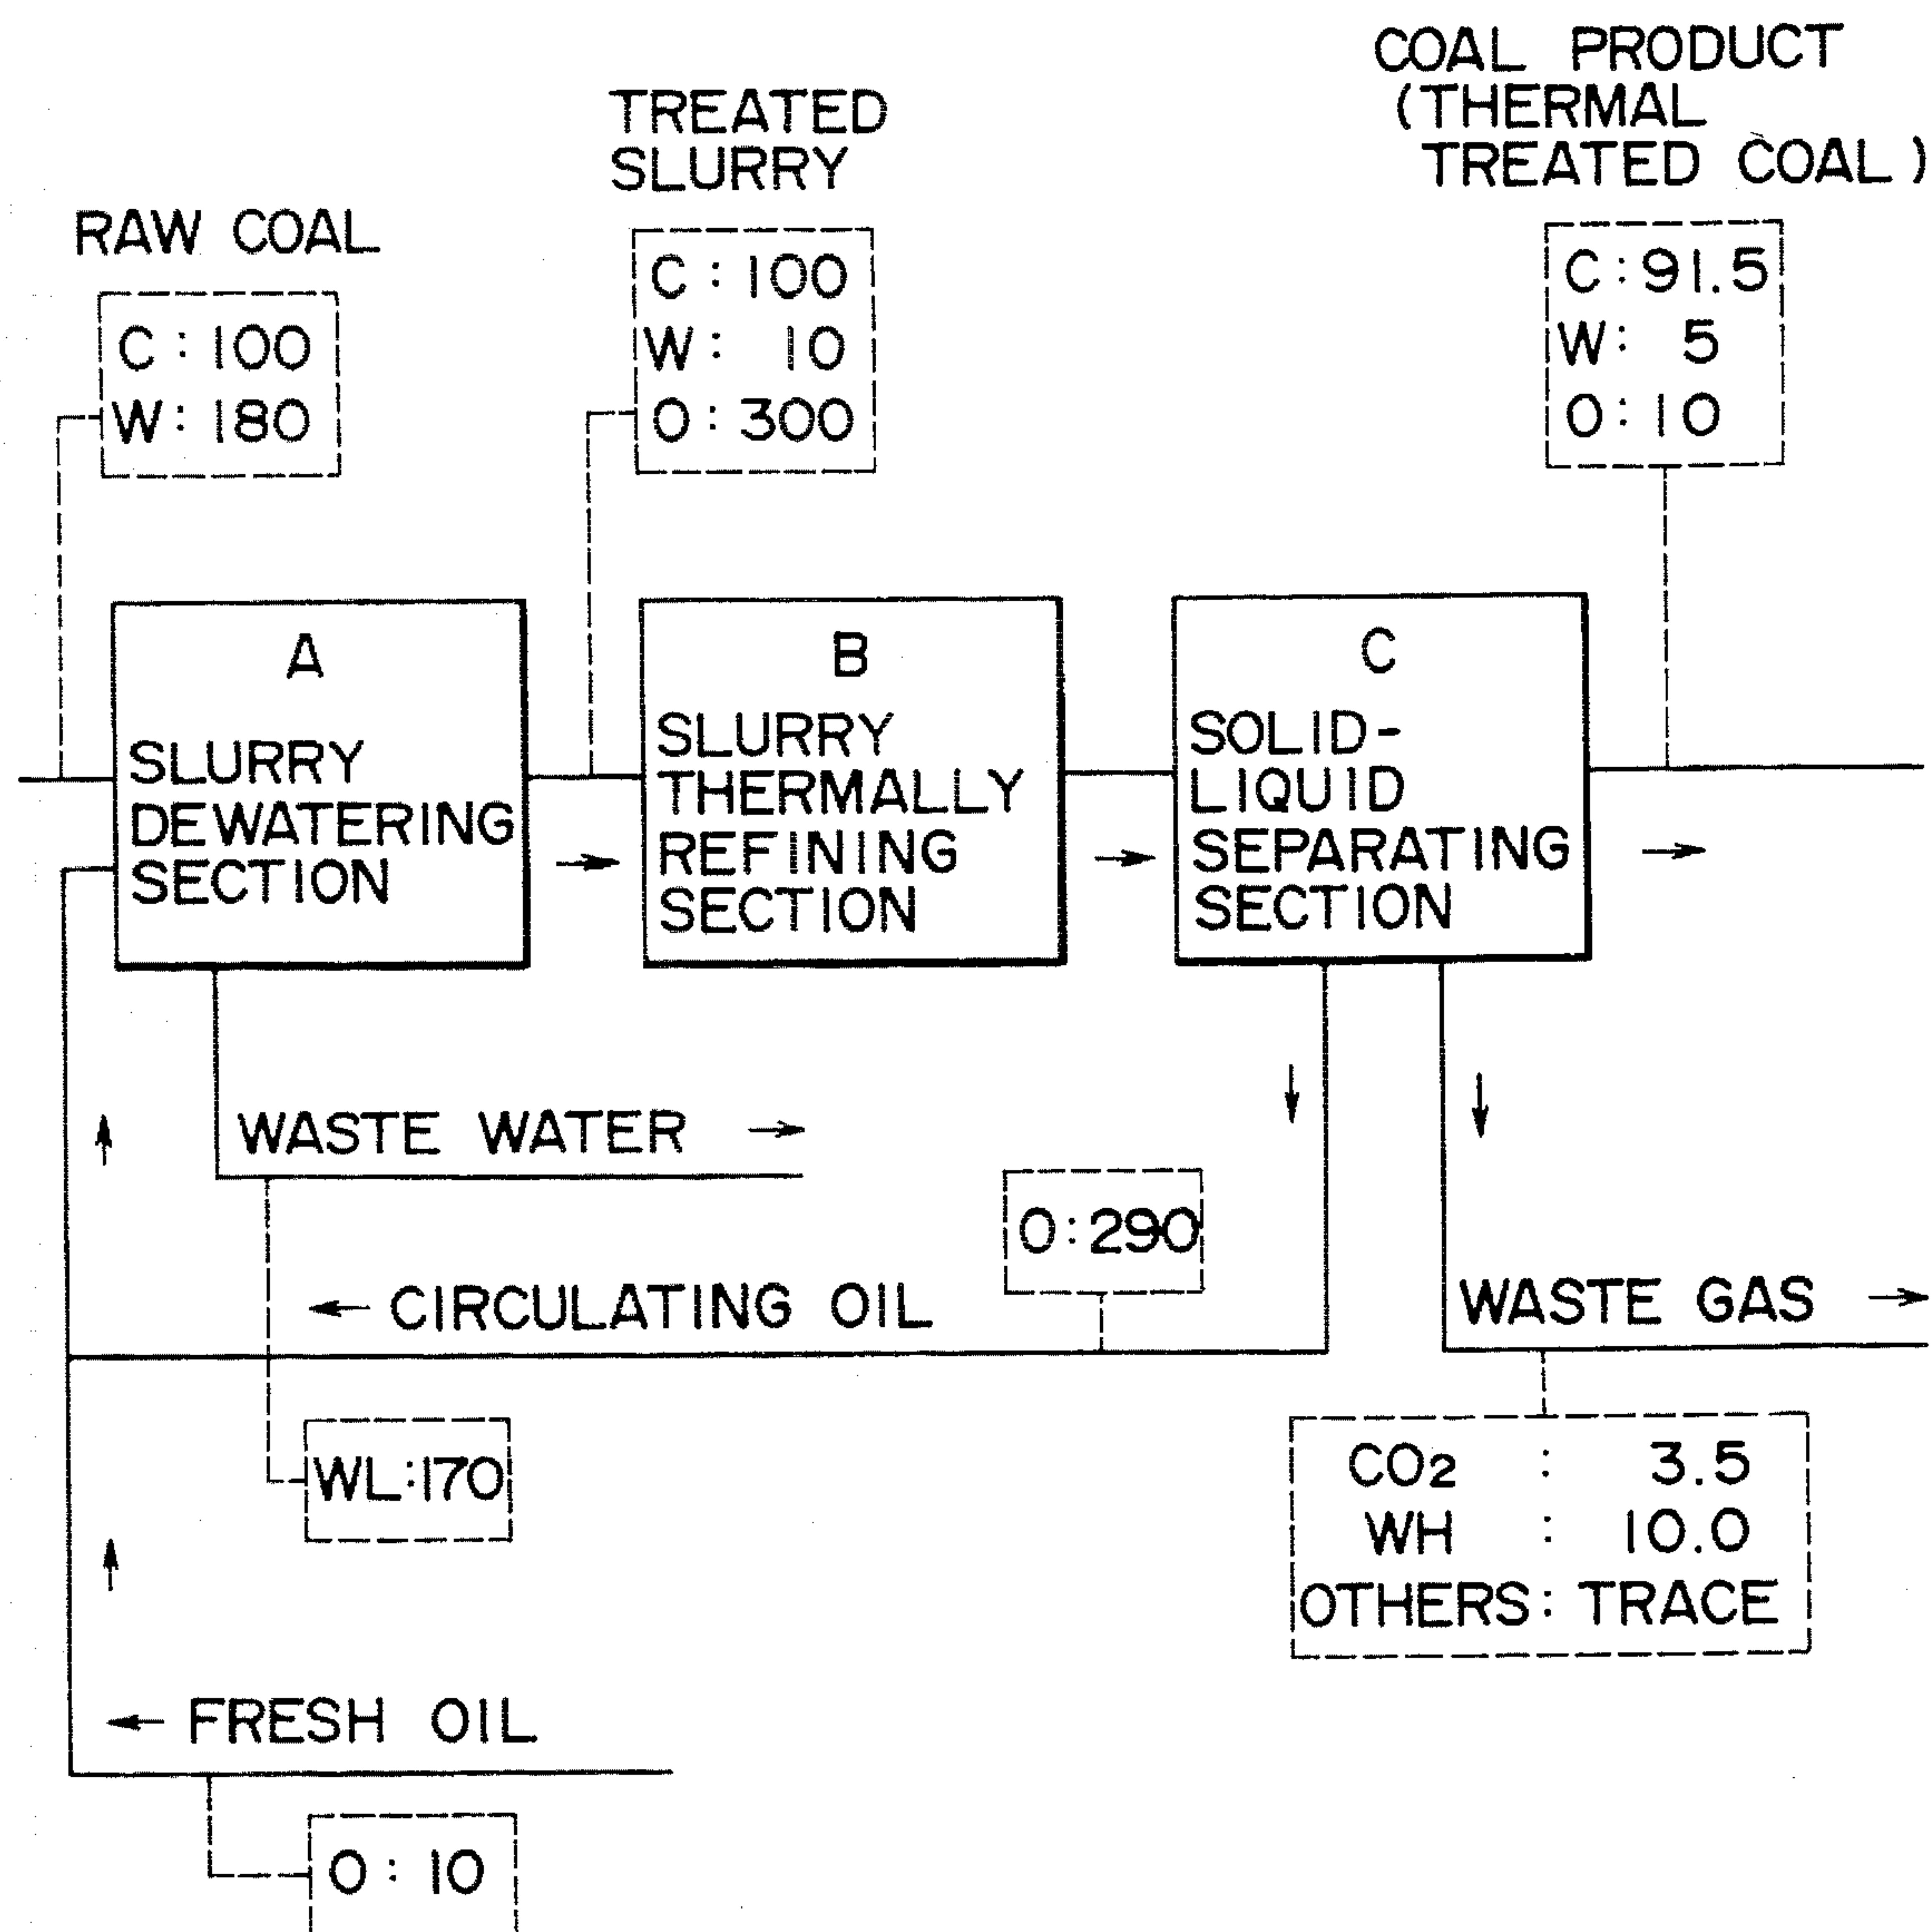 RAW COAL
C : 100
W : 180
TREATED
SLURRY
C : 100
W : 10
O : 300
COAL PRODUCT
(THERMAL
TREATED COAL)
C : 91.5
W : 5
O : 10
A
SLURRY
DEWATERING
SECTION
B
SLURRY
THERMALLY
REFINING
SECTION
C
SOLID-
LIQUID
SEPARATING
SECTION
WASTE WATER
WL:170
CIRCULATING OIL
O:290
WASTE GAS
CO2 : 3.5
WH : 10.0
OTHERS : TRACE
FRESH OIL
O : 10